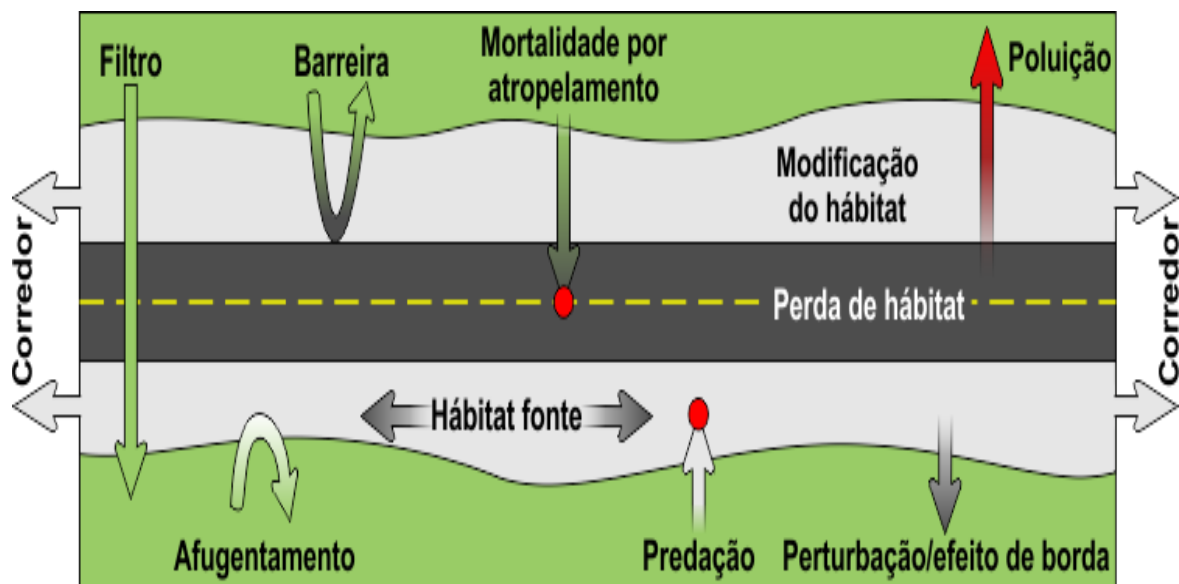 Filtro
Barreira
Mortalidade por
atropelamento
Poluição
Modificação
do hábitat
Corredor
Corredor
Perda de hábitat
Hábitat fonte
Afugentamento
Predação
Perturbação/efeito de borda